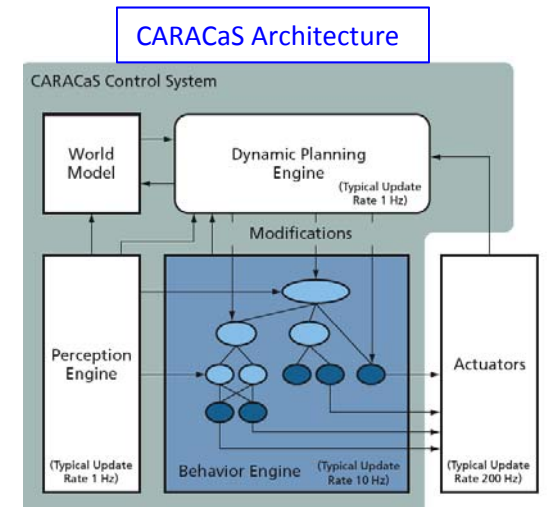 CARACaS Architecture
CARACaS Control System
World
Model
Dynamic Planning
Engine
(Typical Update
Rate 1 Hz)
Modifications
Perception
Engine
(Typical Update
Rate 1 Hz)
Behavior Engine
(Typical Update
Rate 10 Hz)
Actuators
(Typical Update
Rate 200 Hz)